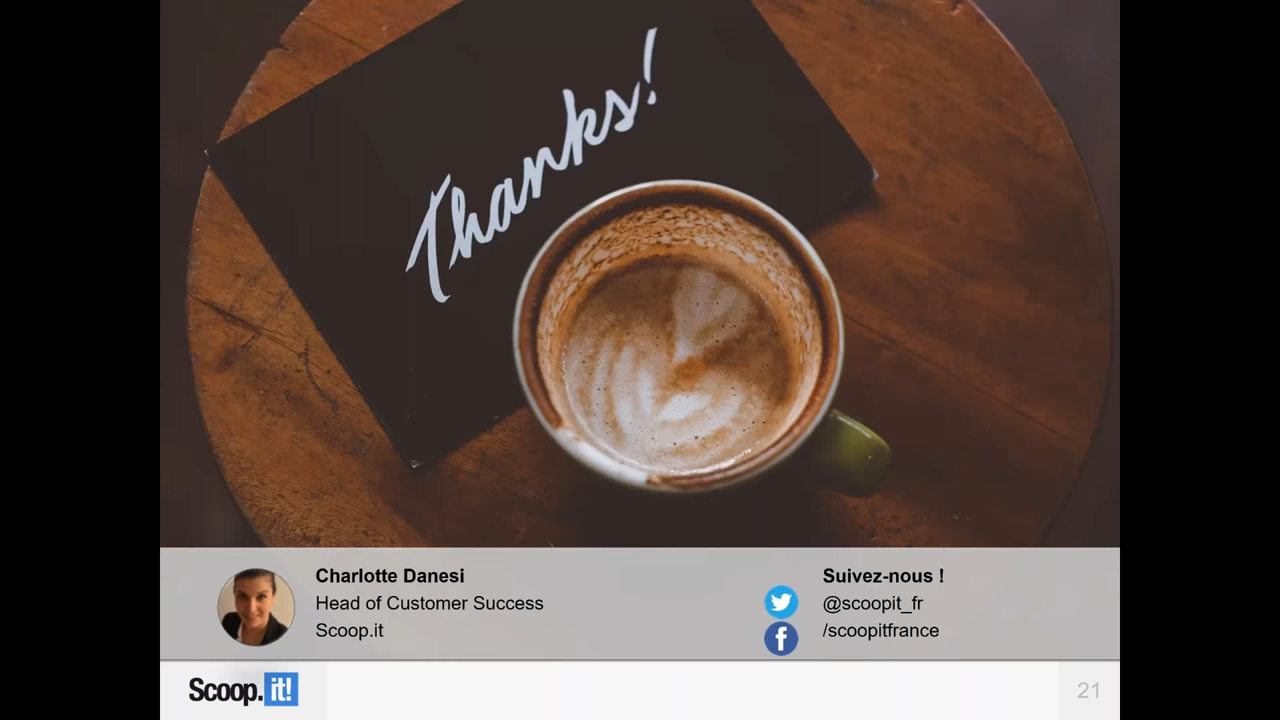 Thanks!
Charlotte Danesi
Head of Customer Success
Scoop.it
Suivez-nous !
@scoopit_fr
/scoopitfrance
Scoop.it!
21